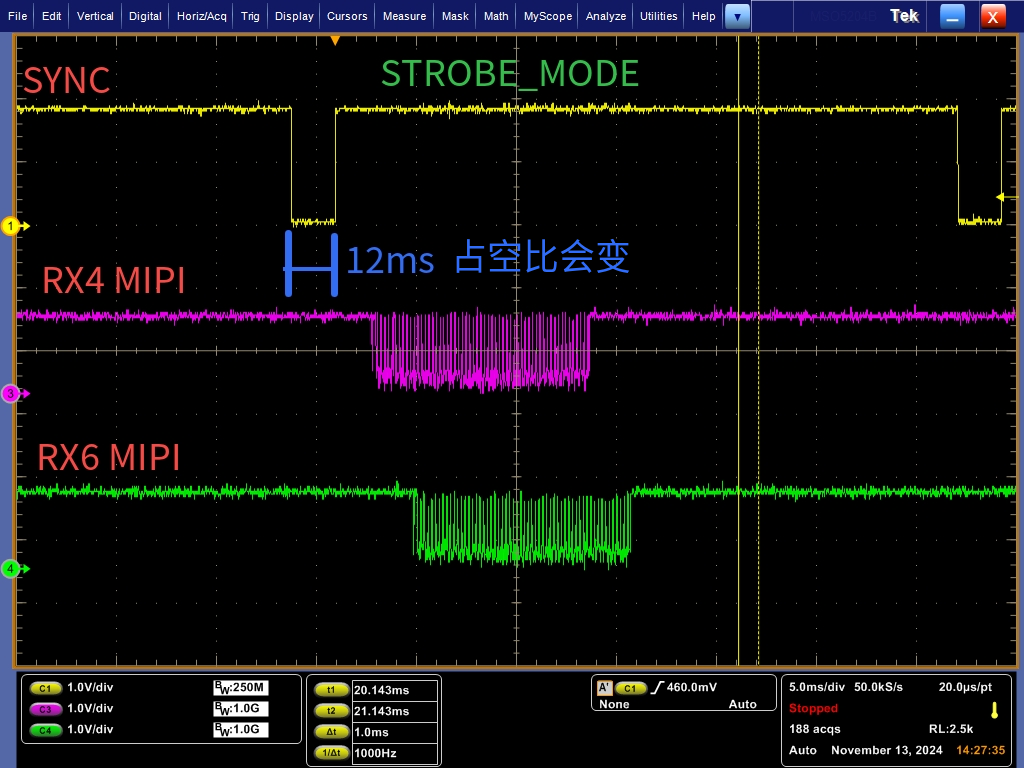 File Edit Vertical Digital Horiz/Acq Trig Display Cursors Measure Mask Math MyScope Analyze Utilities Help Tek
SYNC
STROBE_MODE
1
12ms 占空比会变
RX4 MIPI
3
RX6 MIPI
4
C1 1.0V/div BW:250M
C3 1.0V/div BW:1.0G
C4 1.0V/div BW:1.0G
t1 20.143ms
t2 21.143ms
Δt 1.0ms
1/Δt 1000Hz
A' C1 460.0mV
None Auto
5.0ms/div 50.0kS/s 20.0µs/pt
Stopped
188 acqs RL:2.5k
Auto November 13, 2024 14:27:35